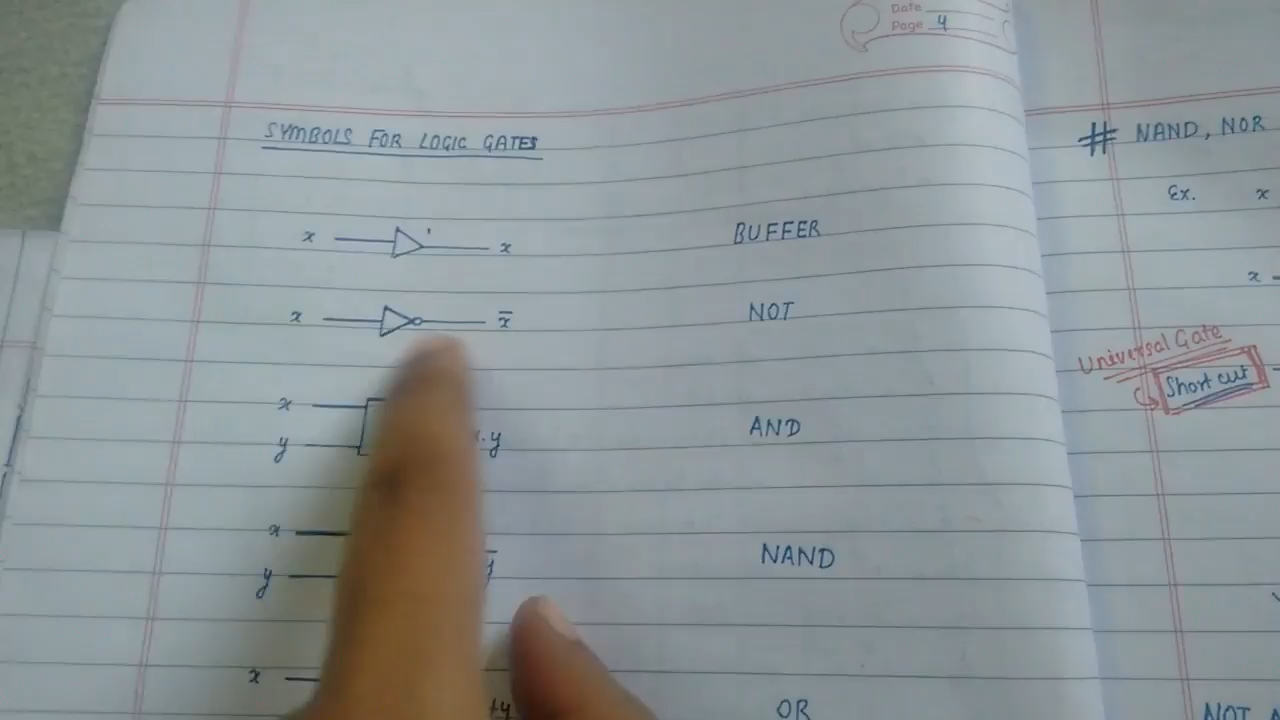 Date
Page 4
SYMBOLS FOR LOGIC GATES
x x BUFFER
x x̅ NOT
x
y .y AND
x
y NAND
x
+y OR
# NAND, NOR
Ex. x
x
Universal Gate
Short cut
NOT